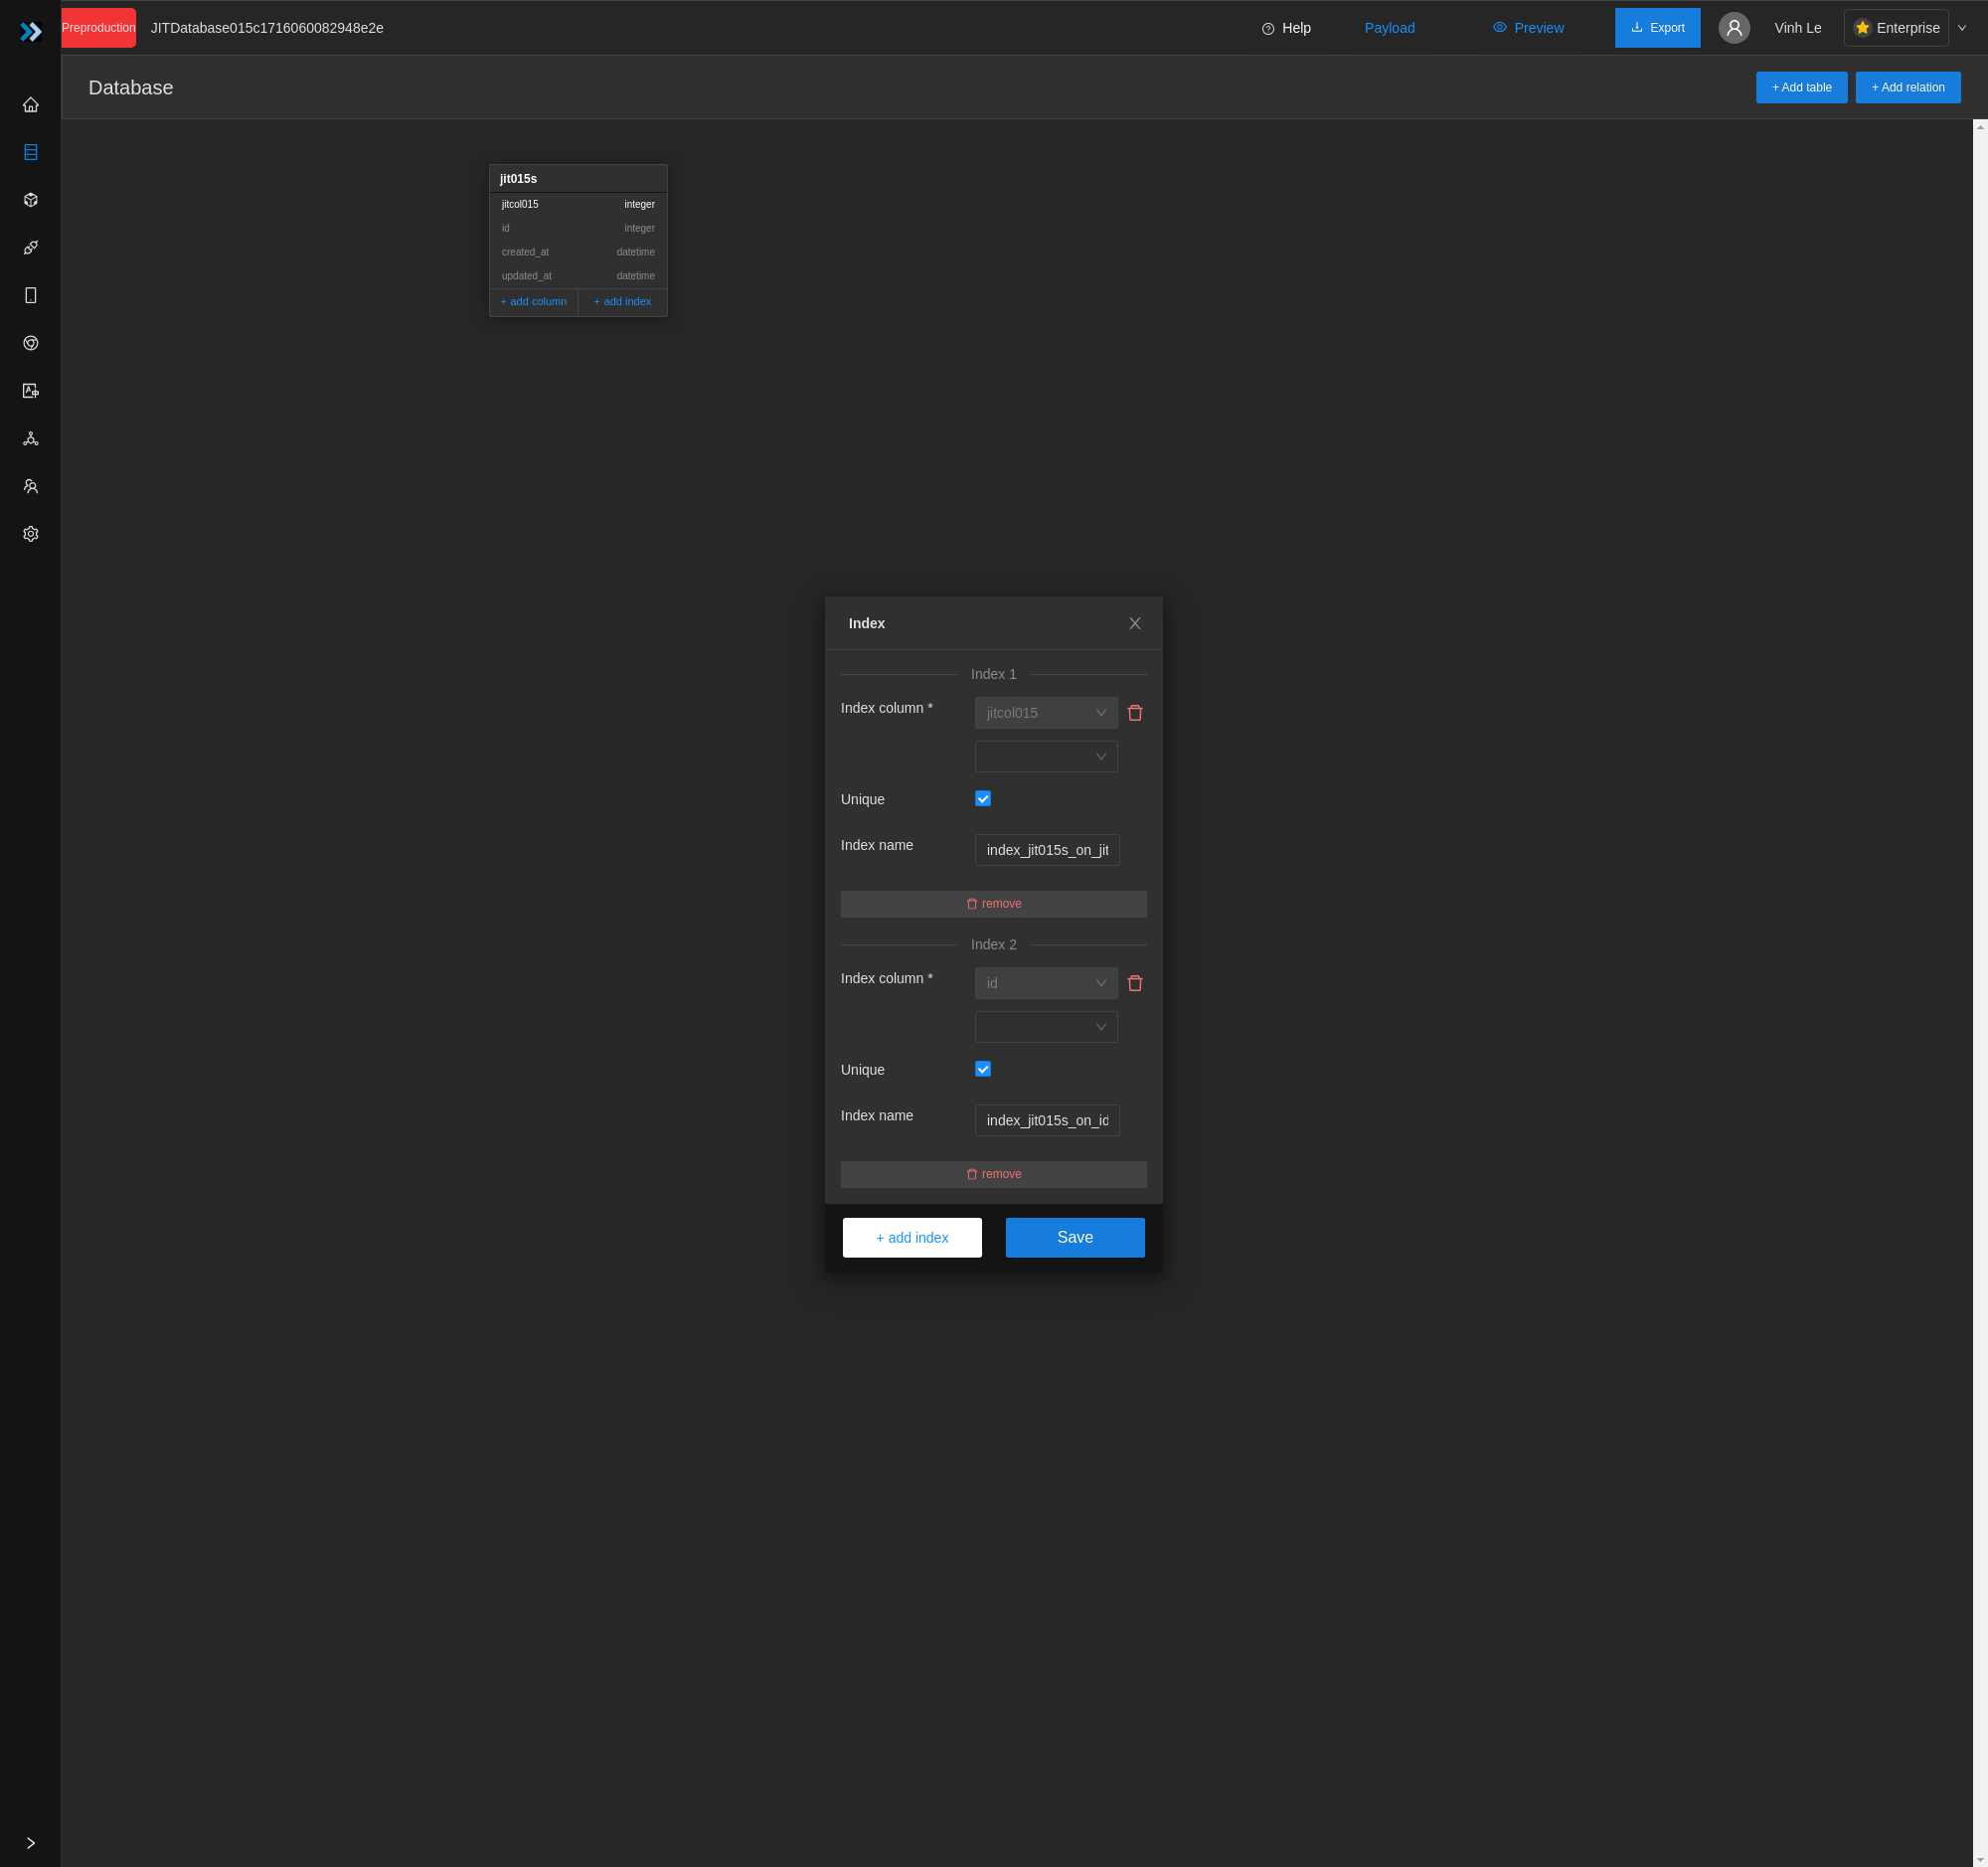 Preproduction JITDatabase015c1716060082948e2e Help Payload Preview Export Vinh Le Enterprise
Database + Add table + Add relation
jit015s
jitcol015 integer
id integer
created_at datetime
updated_at datetime
+ add column + add index
Index
Index 1
Index column * jitcol015
Unique
Index name index_jit015s_on_jit
remove
Index 2
Index column * id
Unique
Index name index_jit015s_on_id
remove
+ add index Save